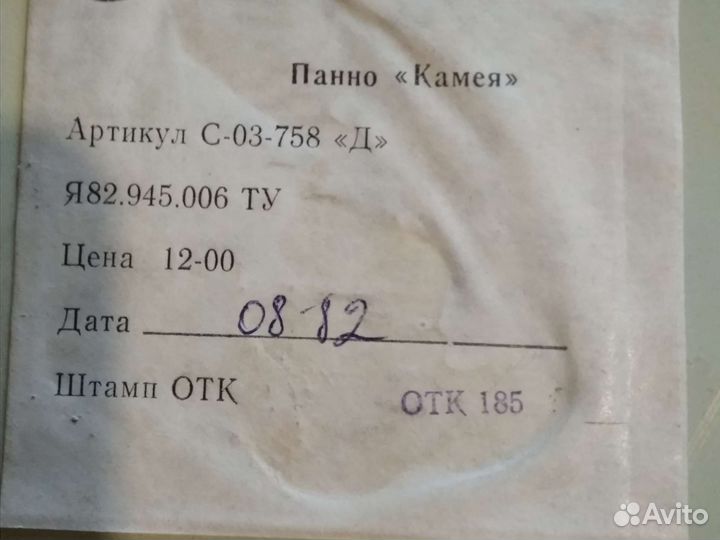 Панно «Камея»
Артикул С-03-758 «Д»
Я82.945.006 ТУ
Цена 12-00
Дата 08 82
Штамп ОТК ОТК 185
Avito